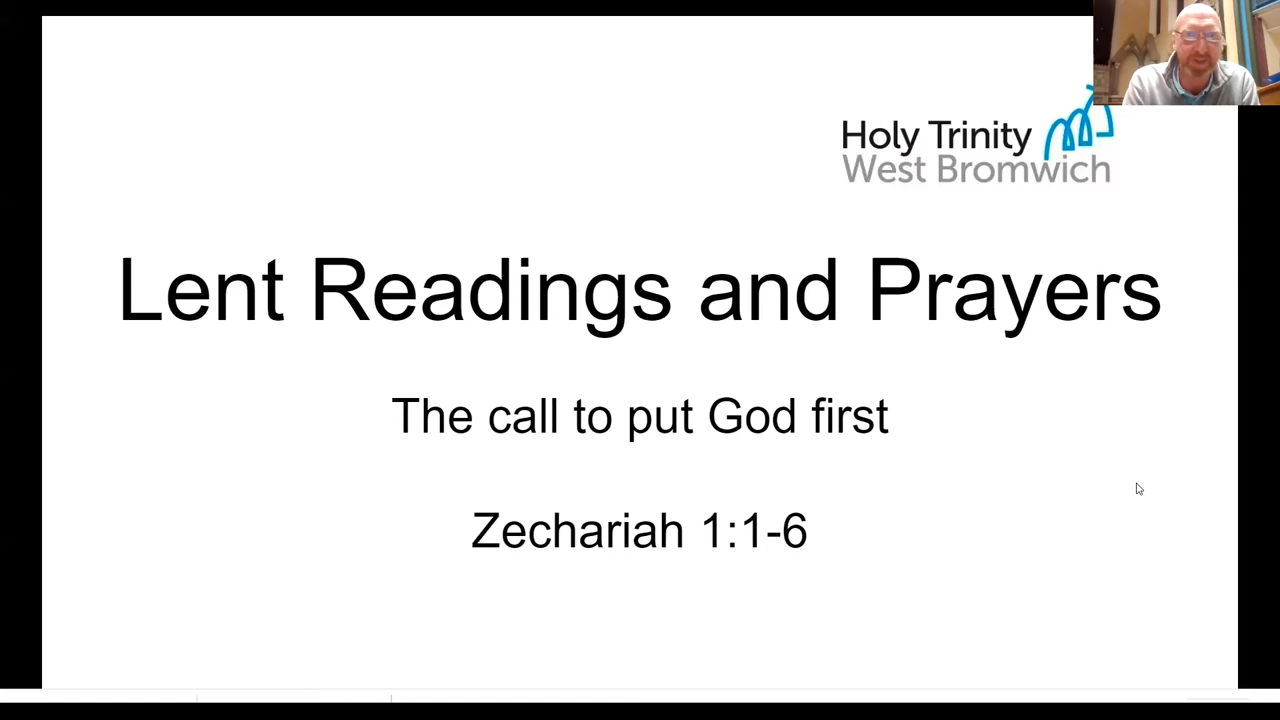 Holy Trinity
West Bromwich
Lent Readings and Prayers
The call to put God first
Zechariah 1:1-6